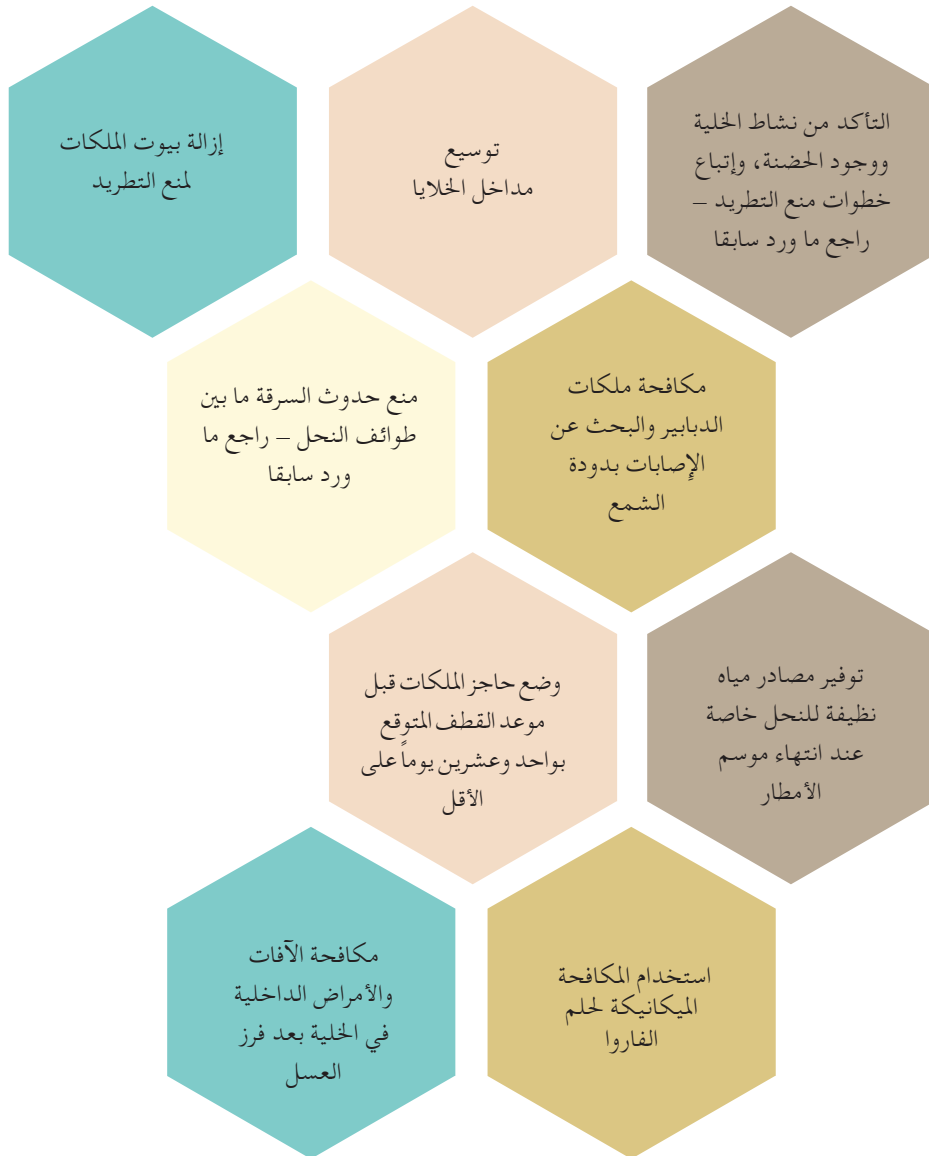 التأكد من نشاط الخلية
ووجود الحضنة، وإتباع
خطوات منع التطريد –
راجع ما ورد سابقا
توسيع
مداخل الخلايا
إزالة بيوت الملكات
لمنع التطريد
مكافحة ملكات
الدبابير والبحث عن
الإصابات بدودة
الشمع
منع حدوث السرقة ما بين
طوائف النحل – راجع ما
ورد سابقا
توفير مصادر مياه
نظيفة للنحل خاصة
عند انتهاء موسم
الأمطار
وضع حاجز الملكات قبل
موعد القطف المتوقع
بواحد وعشرين يوماً على
الأقل
استخدام المكافحة
الميكانيكة لحلم
الفاروا
مكافحة الآفات
والأمراض الداخلية
في الخلية بعد فرز
العسل